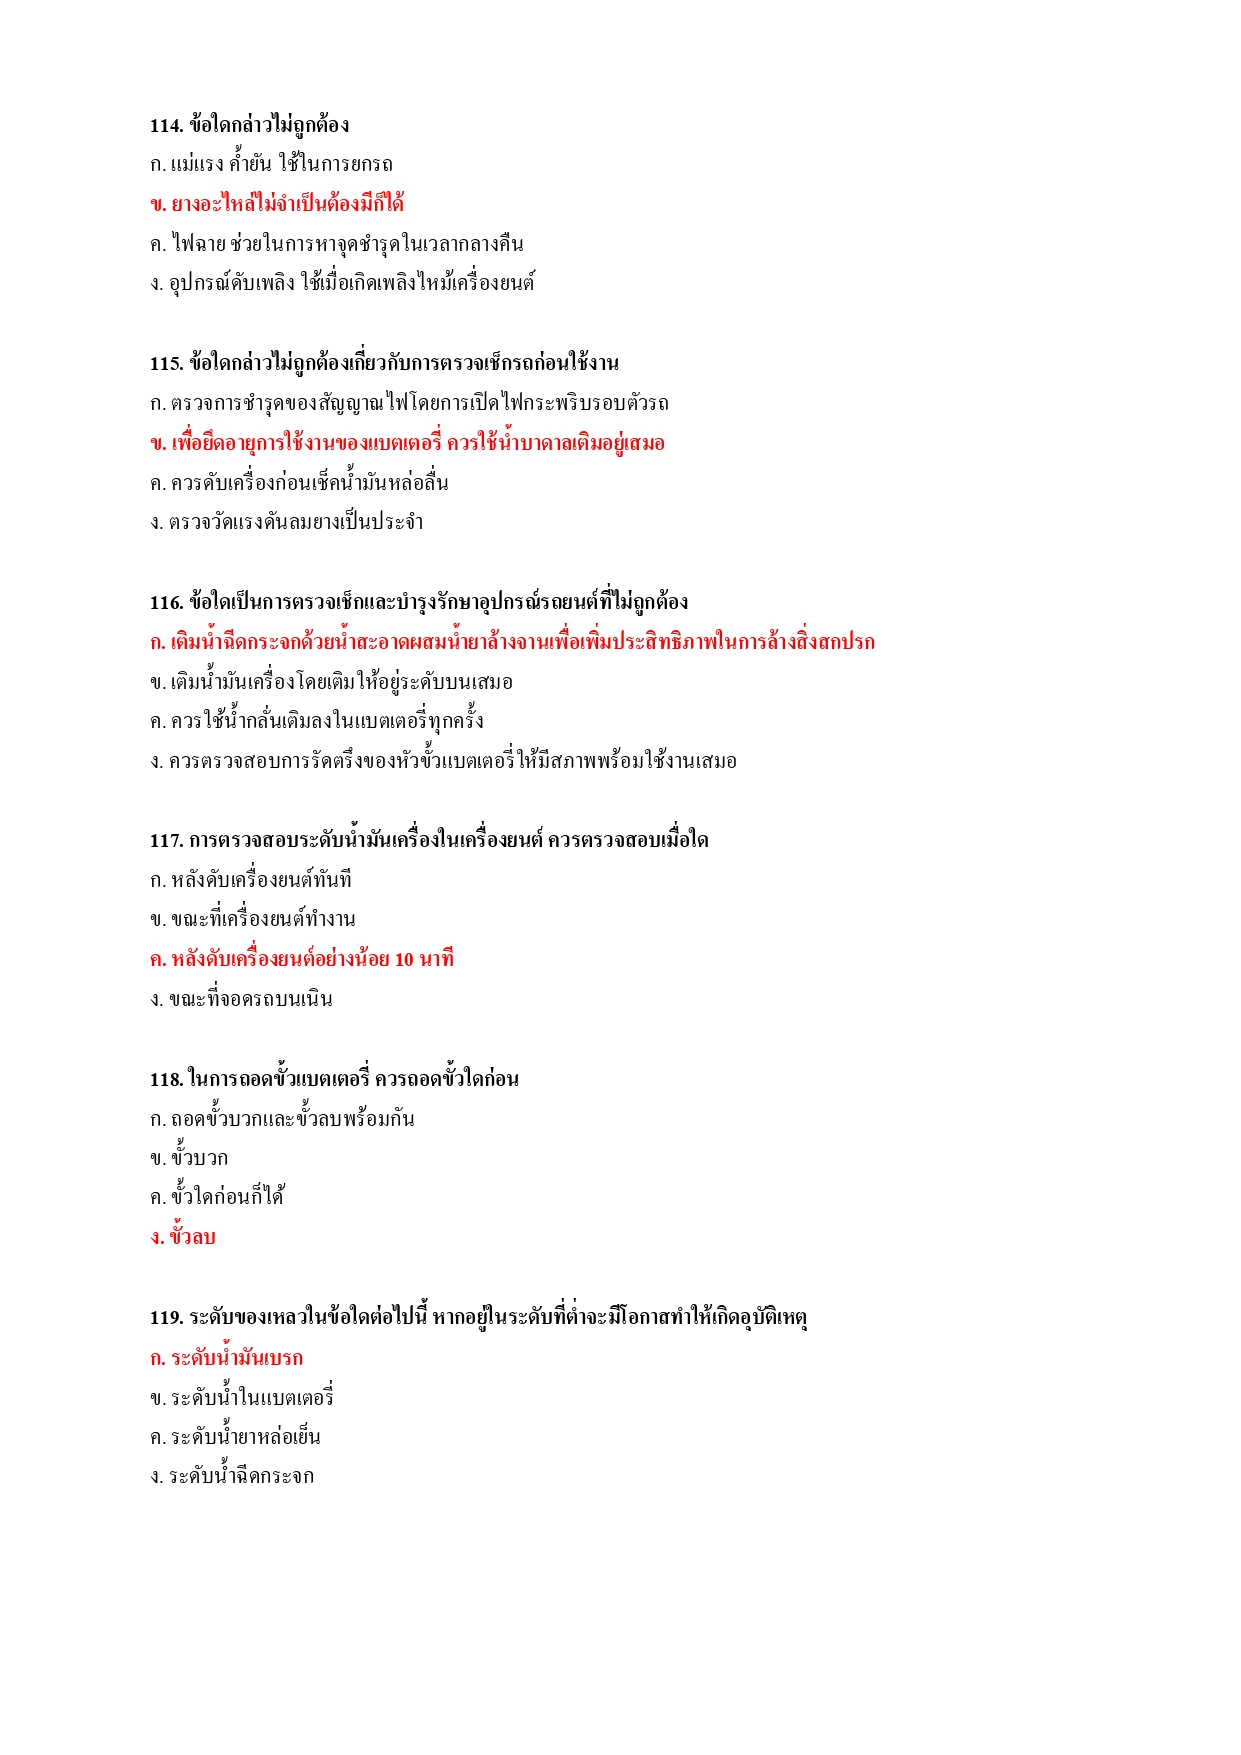 114. ข้อใดกล่าวไม่ถูกต้อง
ก. แม่แรง ค้ำยัน ใช้ในการยกรถ
ข. ยางอะไหล่ไม่จำเป็นต้องมีก็ได้
ค. ไฟฉาย ช่วยในการหาจุดชำรุดในเวลากลางคืน
ง. อุปกรณ์ดับเพลิง ใช้เมื่อเกิดเพลิงไหม้เครื่องยนต์
115. ข้อใดกล่าวไม่ถูกต้องเกี่ยวกับการตรวจเช็กรถก่อนใช้งาน
ก. ตรวจการชำรุดของสัญญาณไฟโดยการเปิดไฟกระพริบรอบตัวรถ
ข. เพื่อยืดอายุการใช้งานของแบตเตอรี่ ควรใช้น้ำบาดาลเติมอยู่เสมอ
ค. ควรดับเครื่องก่อนเช็คน้ำมันหล่อลื่น
ง. ตรวจวัดแรงดันลมยางเป็นประจำ
116. ข้อใดเป็นการตรวจเช็กและบำรุงรักษาอุปกรณ์รถยนต์ที่ไม่ถูกต้อง
ก. เติมน้ำฉีดกระจกด้วยน้ำสะอาดผสมน้ำยาล้างจานเพื่อเพิ่มประสิทธิภาพในการล้างสิ่งสกปรก
ข. เติมน้ำมันเครื่องโดยเติมให้อยู่ระดับบนเสมอ
ค. ควรใช้น้ำกลั่นเติมลงในแบตเตอรี่ทุกครั้ง
ง. ควรตรวจสอบการรัดตรึงของหัวขั้วแบตเตอรี่ให้มีสภาพพร้อมใช้งานเสมอ
117. การตรวจสอบระดับน้ำมันเครื่องในเครื่องยนต์ ควรตรวจสอบเมื่อใด
ก. หลังดับเครื่องยนต์ทันที
ข. ขณะที่เครื่องยนต์ทำงาน
ค. หลังดับเครื่องยนต์อย่างน้อย 10 นาที
ง. ขณะที่จอดรถบนเนิน
118. ในการถอดขั้วแบตเตอรี่ ควรถอดขั้วใดก่อน
ก. ถอดขั้วบวกและขั้วลบพร้อมกัน
ข. ขั้วบวก
ค. ขั้วใดก่อนก็ได้
ง. ขั้วลบ
119. ระดับของเหลวในข้อใดต่อไปนี้ หากอยู่ในระดับที่ต่ำจะมีโอกาสทำให้เกิดอุบัติเหตุ
ก. ระดับน้ำมันเบรก
ข. ระดับน้ำในแบตเตอรี่
ค. ระดับน้ำยาหล่อเย็น
ง. ระดับน้ำฉีดกระจก